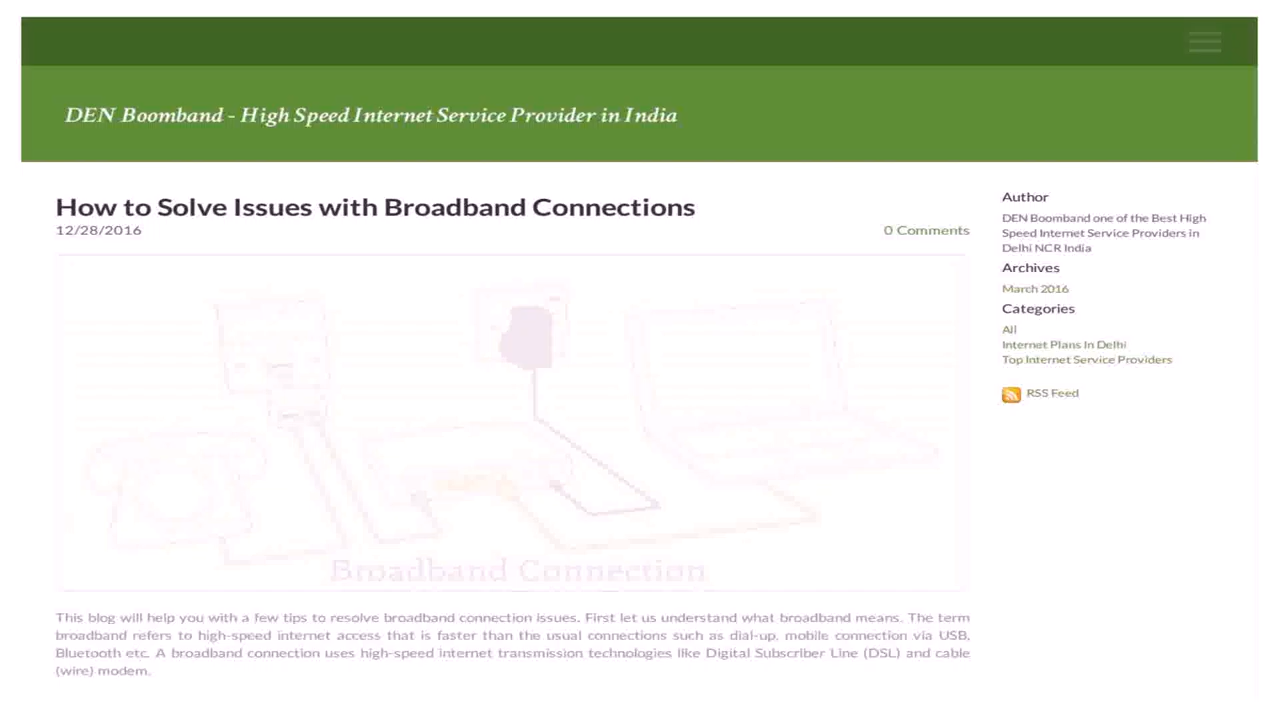 DEN Boomband - High Speed Internet Service Provider in India
How to Solve Issues with Broadband Connections
12/28/2016
0 Comments
Broadband Connection
This blog will help you with a few tips to resolve broadband connection issues. First let us understand what broadband means. The term
broadband refers to high-speed internet access that is faster than the usual connections such as dial-up, mobile connection via USB,
Bluetooth etc. A broadband connection uses high-speed internet transmission technologies like Digital Subscriber Line (DSL) and cable
(wire) modem.
Author
DEN Boomband one of the Best High
Speed Internet Service Providers in
Delhi NCR India
Archives
March 2016
Categories
All
Internet Plans In Delhi
Top Internet Service Providers
RSS Feed